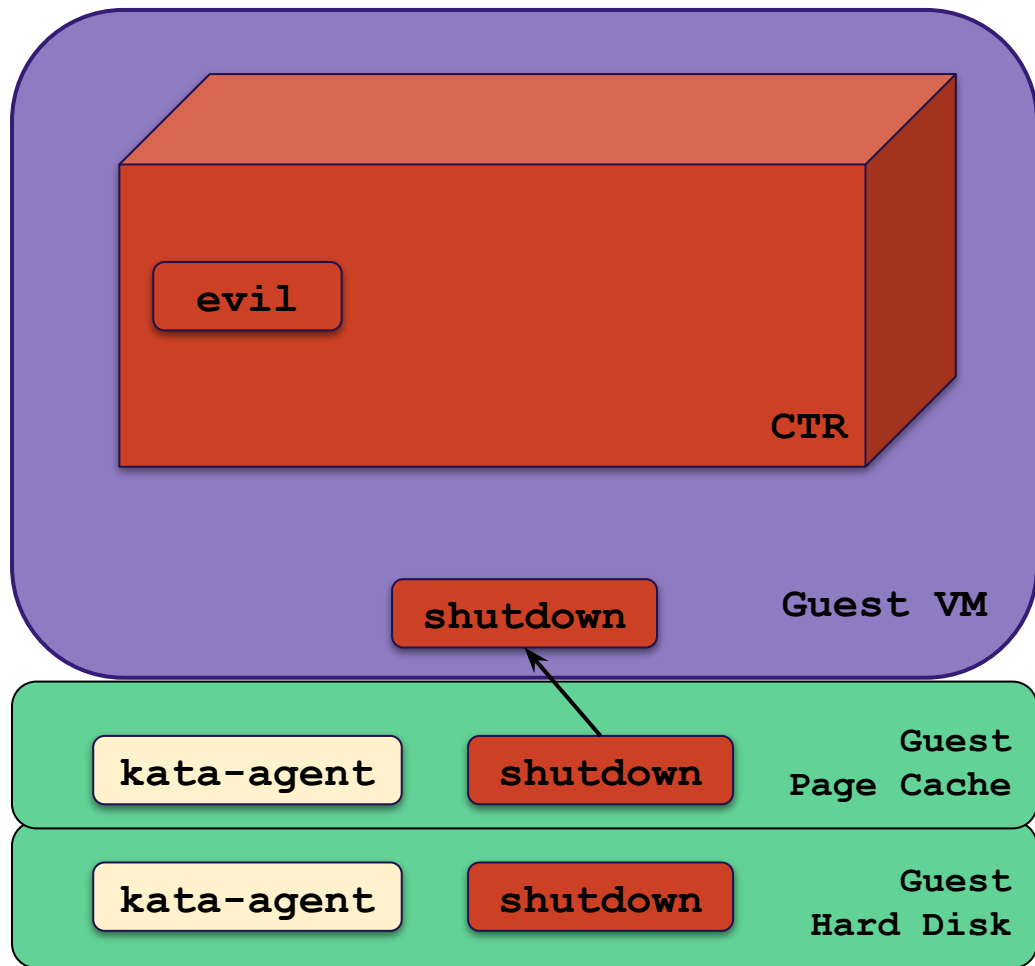 evil
CTR
shutdown
Guest VM
kata-agent
shutdown
Guest
Page Cache
kata-agent
shutdown
Guest
Hard Disk